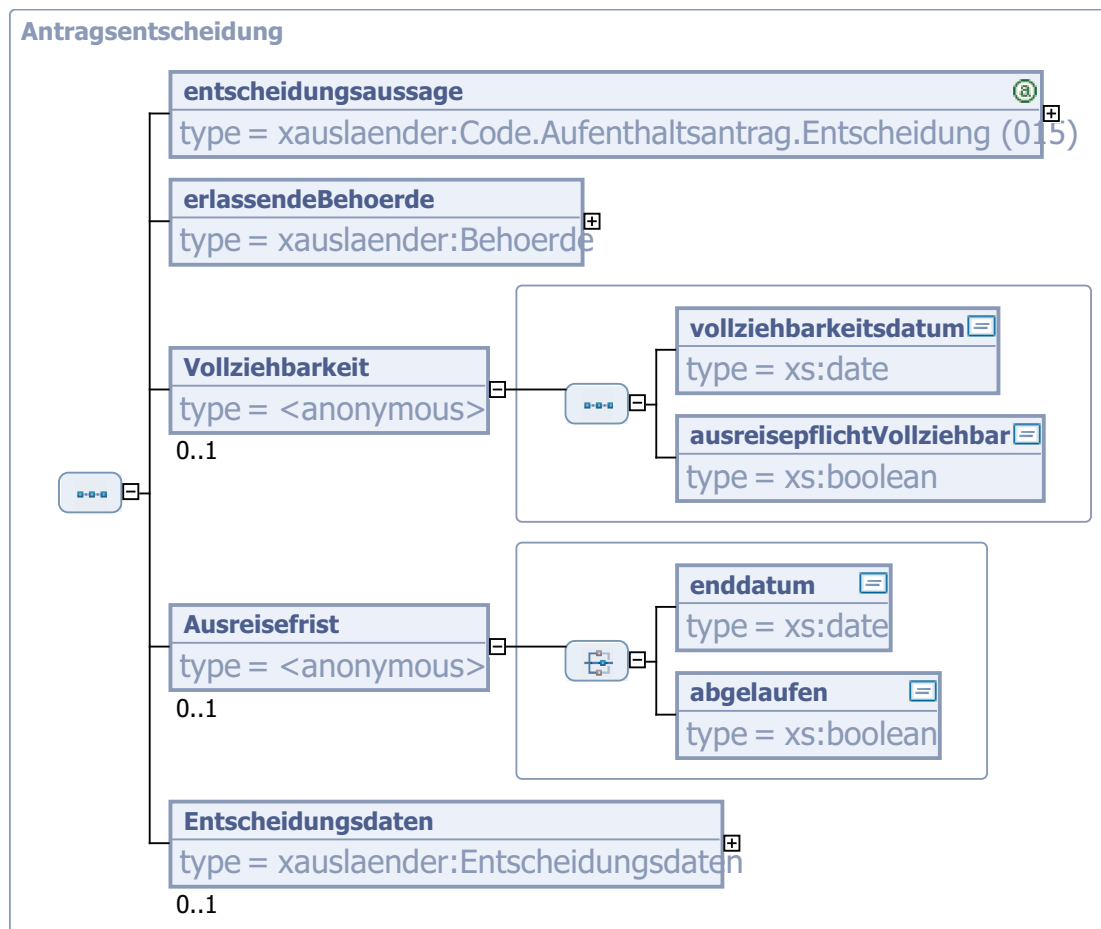 Antragsentscheidung
entscheidungsaussage
type = xauslaender:Code.Aufenthaltsantrag.Entscheidung (015)
erlassendeBehoerde
type = xauslaender:Behoerde
Vollziehbarkeit
type = <anonymous>
0..1
vollziehbarkeitsdatum
type = xs:date
ausreisepflichtVollziehbar
type = xs:boolean
Ausreisefrist
type = <anonymous>
0..1
enddatum
type = xs:date
abgelaufen
type = xs:boolean
Entscheidungsdaten
type = xauslaender:Entscheidungsdaten
0..1